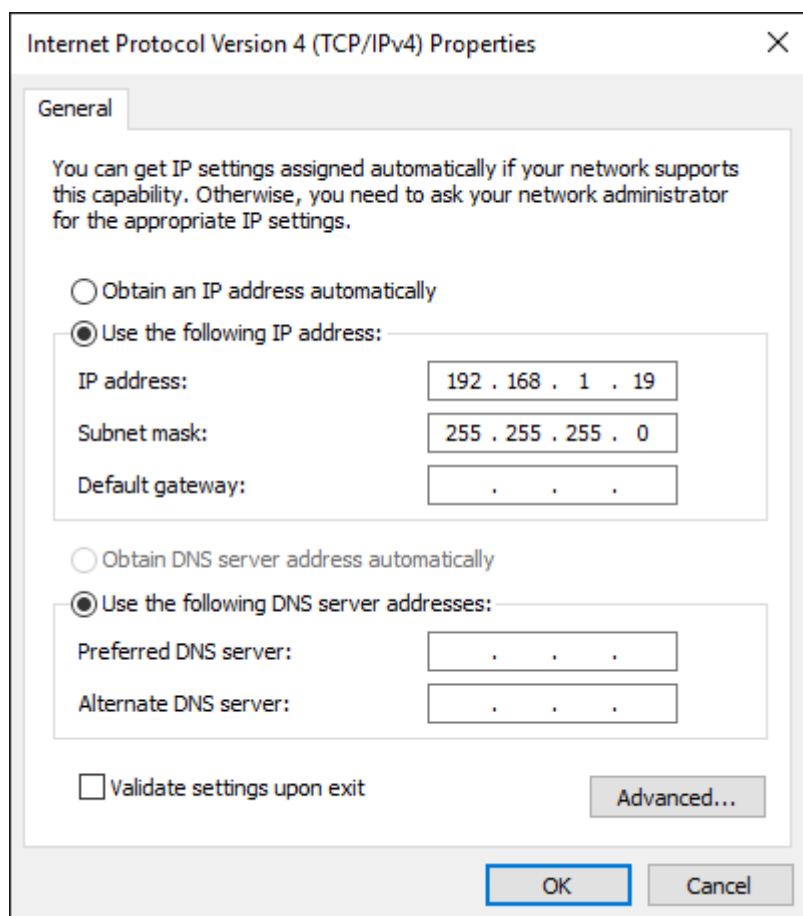 Internet Protocol Version 4 (TCP/IPv4) Properties
General
You can get IP settings assigned automatically if your network supports
this capability. Otherwise, you need to ask your network administrator
for the appropriate IP settings.
Obtain an IP address automatically
Use the following IP address:
IP address: 192 . 168 . 1 . 19
Subnet mask: 255 . 255 . 255 . 0
Default gateway: . . .
Obtain DNS server address automatically
Use the following DNS server addresses:
Preferred DNS server: . . .
Alternate DNS server: . . .
Validate settings upon exit
Advanced...
OK Cancel